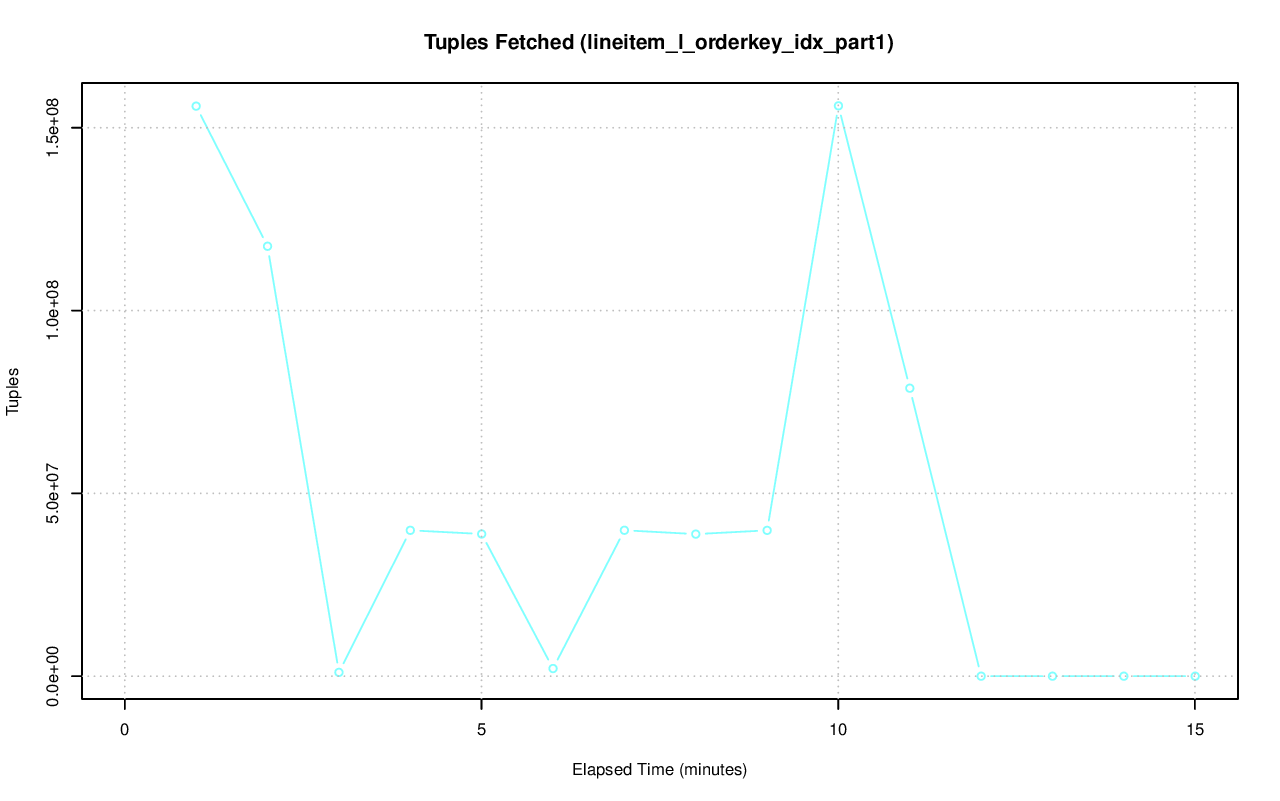 Tuples Fetched (lineitem_l_orderkey_idx_part1)
1.5e+08
1.0e+08
5.0e+07
0.0e+00
Tuples
0 5 10 15
Elapsed Time (minutes)